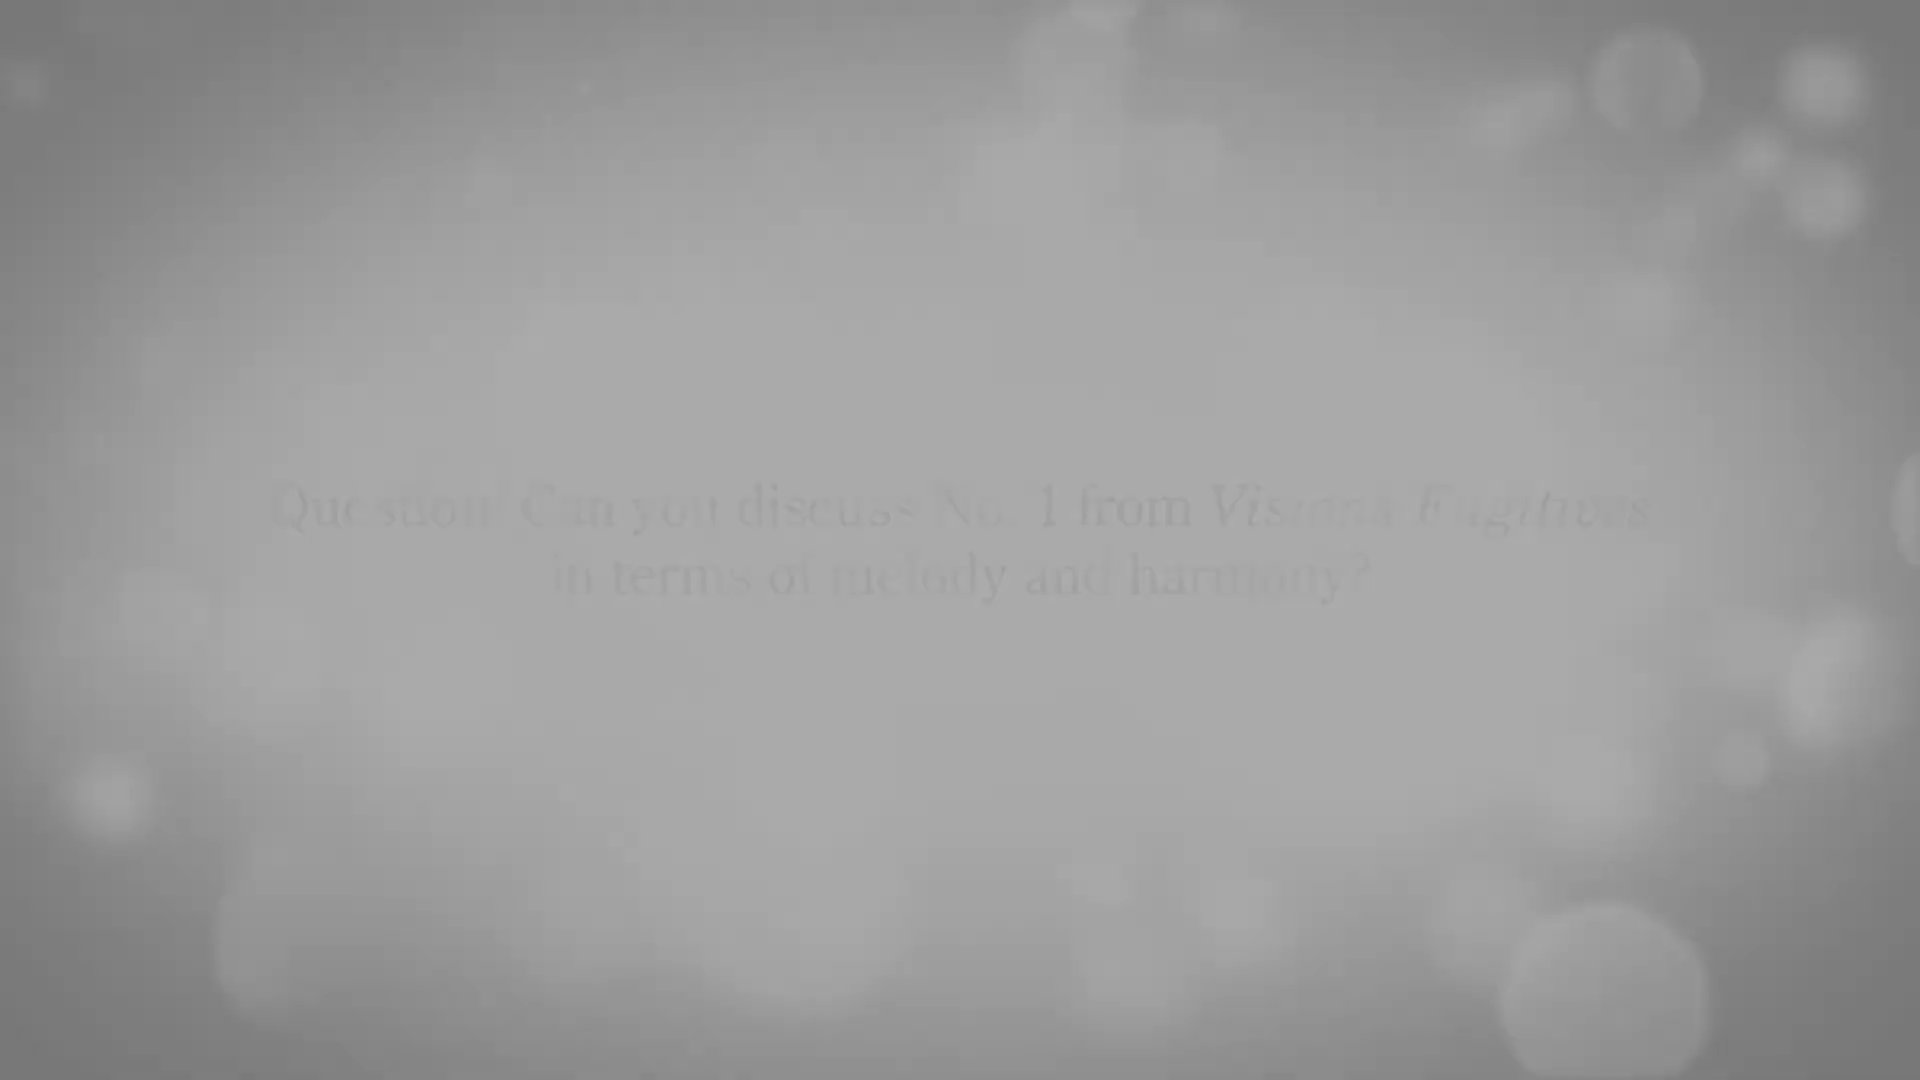 Question: Can you discuss No. 1 from Visions Fugitives
in terms of melody and harmony?